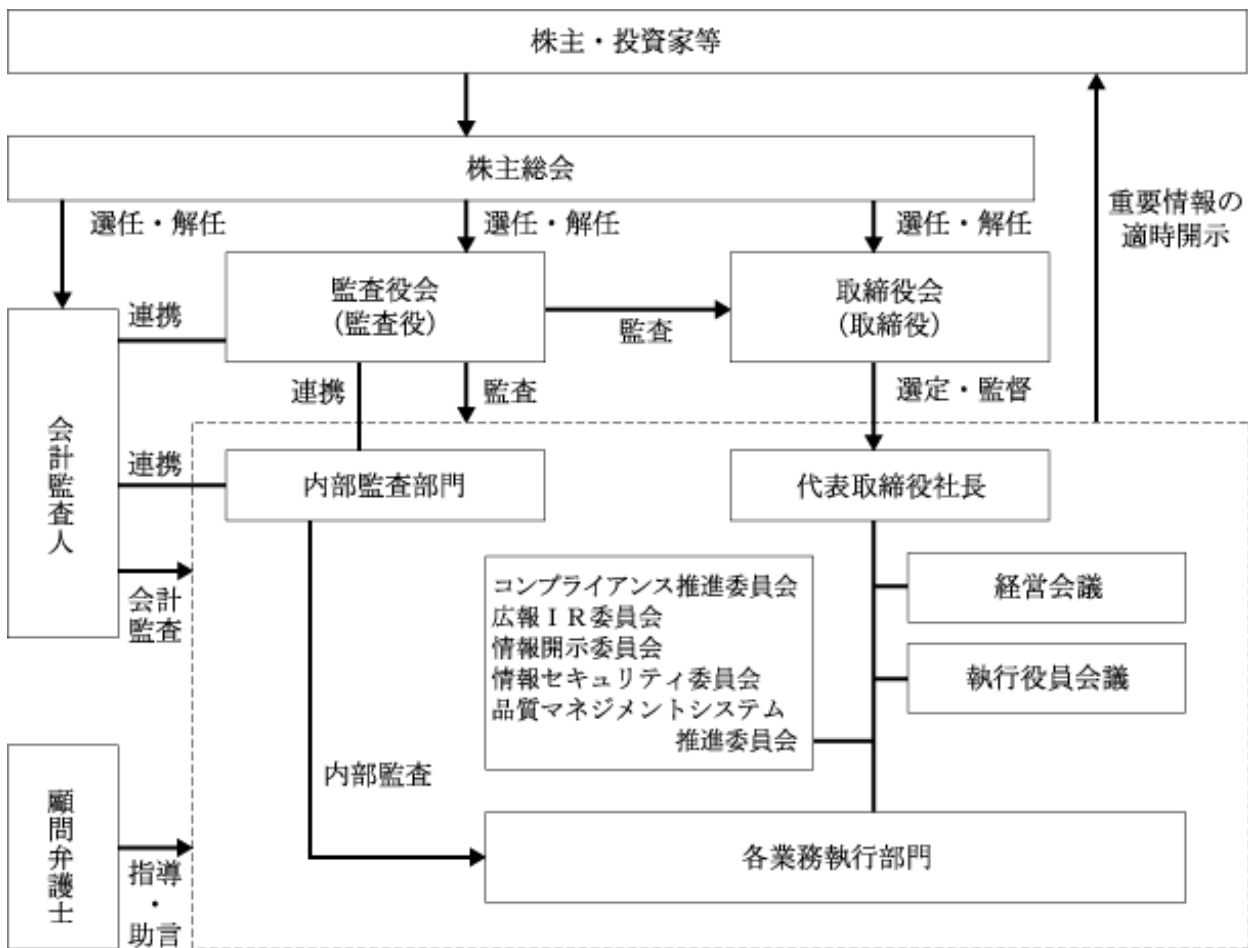 株主・投資家等
株主総会
選任・解任
選任・解任
選任・解任
重要情報の
適時開示
監査役会
(監査役)
取締役会
(取締役)
連携
監査
連携
監査
選定・監督
会計監査人
連携
内部監査部門
代表取締役社長
会計
監査
コンプライアンス推進委員会
広報ＩＲ委員会
情報開示委員会
情報セキュリティ委員会
品質マネジメントシステム
推進委員会
経営会議
執行役員会議
内部監査
顧問弁護士
指導
・
助言
各業務執行部門